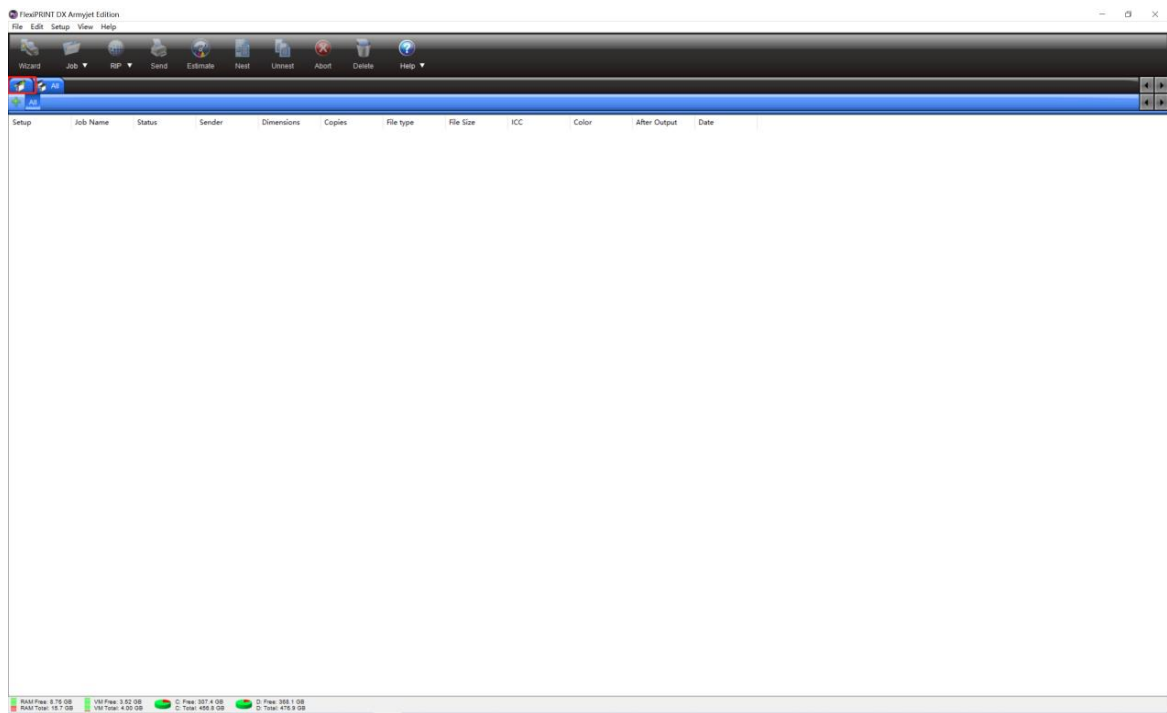 FlexiPRINT DX Armyjet Edition
File Edit Setup View Help
Wizard Job RIP Send Estimate Nest Unnest Abort Delete Help
All
All
Setup Job Name Status Sender Dimensions Copies File type File Size ICC Color After Output Date
RAM Free: 8.76 GB VM Free: 3.52 GB C: Free: 307.4 GB D: Free: 368.1 GB
RAM Total: 15.7 GB VM Total: 4.00 GB C: Total: 456.8 GB D: Total: 476.9 GB